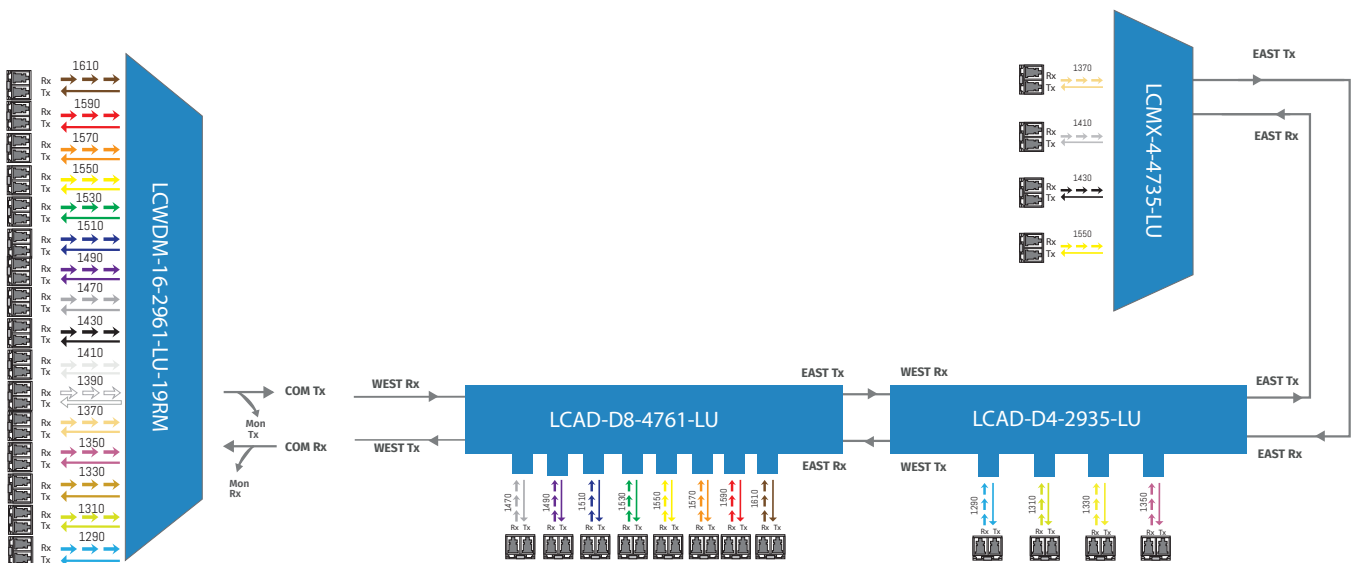 1610
Rx
Tx
1590
Rx
Tx
1570
Rx
Tx
1550
Rx
Tx
1530
Rx
Tx
1510
Rx
Tx
1490
Rx
Tx
1470
Rx
Tx
1430
Rx
Tx
1410
Rx
Tx
1390
Rx
Tx
1370
Rx
Tx
1350
Rx
Tx
1330
Rx
Tx
1310
Rx
Tx
1290
Rx
Tx
LCWDM-16-2961-LU-19RM
COM Tx
Mon
Tx
COM Rx
Mon
Rx
WEST Rx
WEST Tx
LCAD-D8-4761-LU
EAST Tx
EAST Rx
1470
Rx Tx
1490
Rx Tx
1510
Rx Tx
1530
Rx Tx
1550
Rx Tx
1570
Rx Tx
1590
Rx Tx
1610
Rx Tx
WEST Rx
WEST Tx
LCAD-D4-2935-LU
EAST Tx
EAST Rx
1290
Rx Tx
1310
Rx Tx
1330
Rx Tx
1350
Rx Tx
1370
Rx
Tx
1410
Rx
Tx
1430
Rx
Tx
1550
Rx
Tx
LCMX-4-4735-LU
EAST Tx
EAST Rx